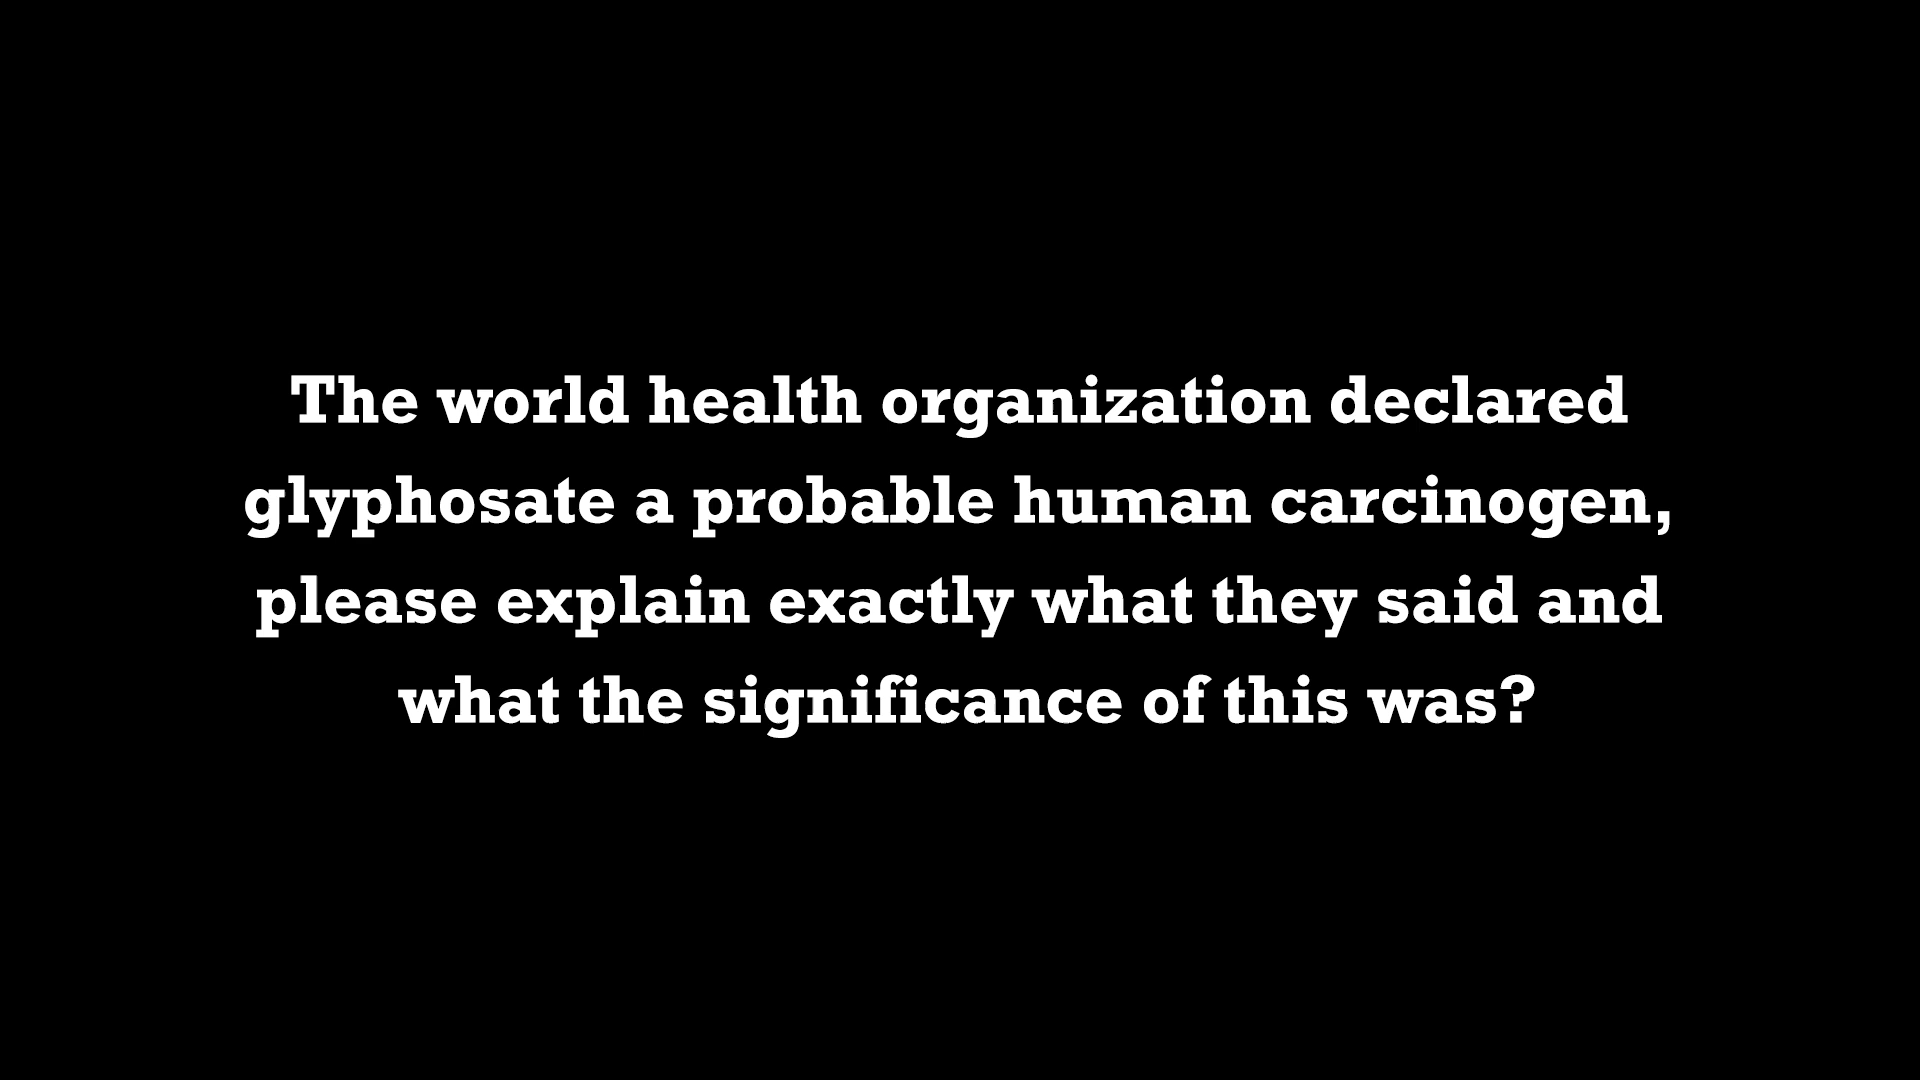 The world health organization declared
glyphosate a probable human carcinogen,
please explain exactly what they said and
what the significance of this was?